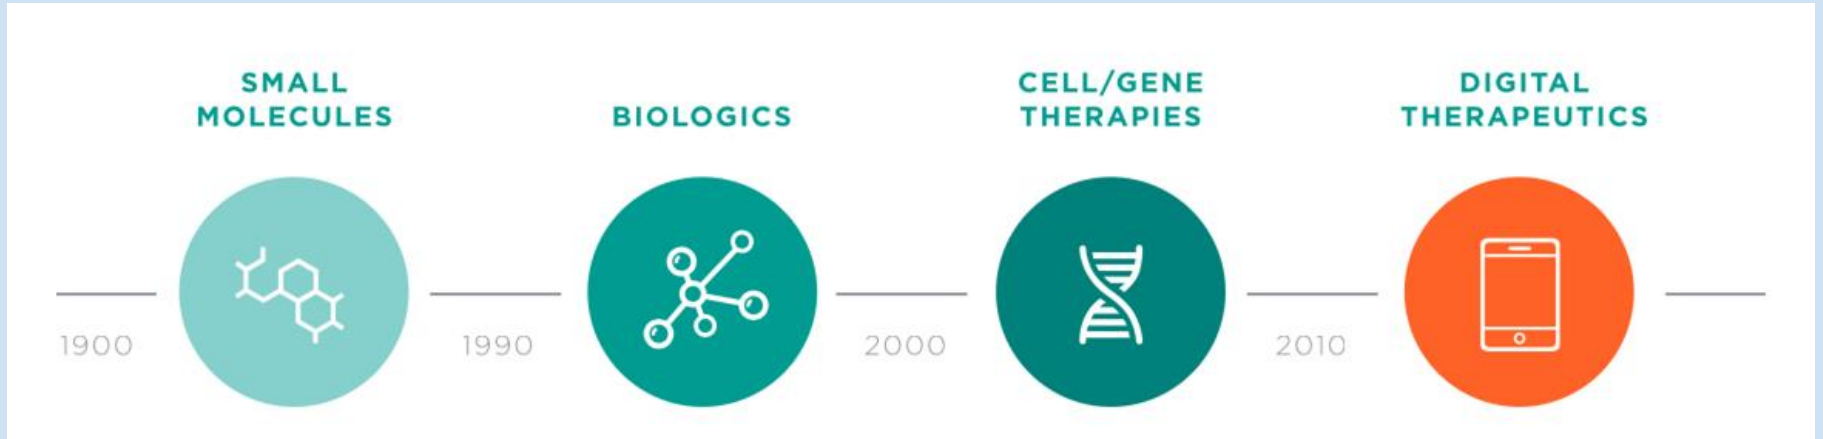 SMALL
MOLECULES
BIOLOGICS
CELL/GENE
THERAPIES
DIGITAL
THERAPEUTICS
1900
1990
2000
2010